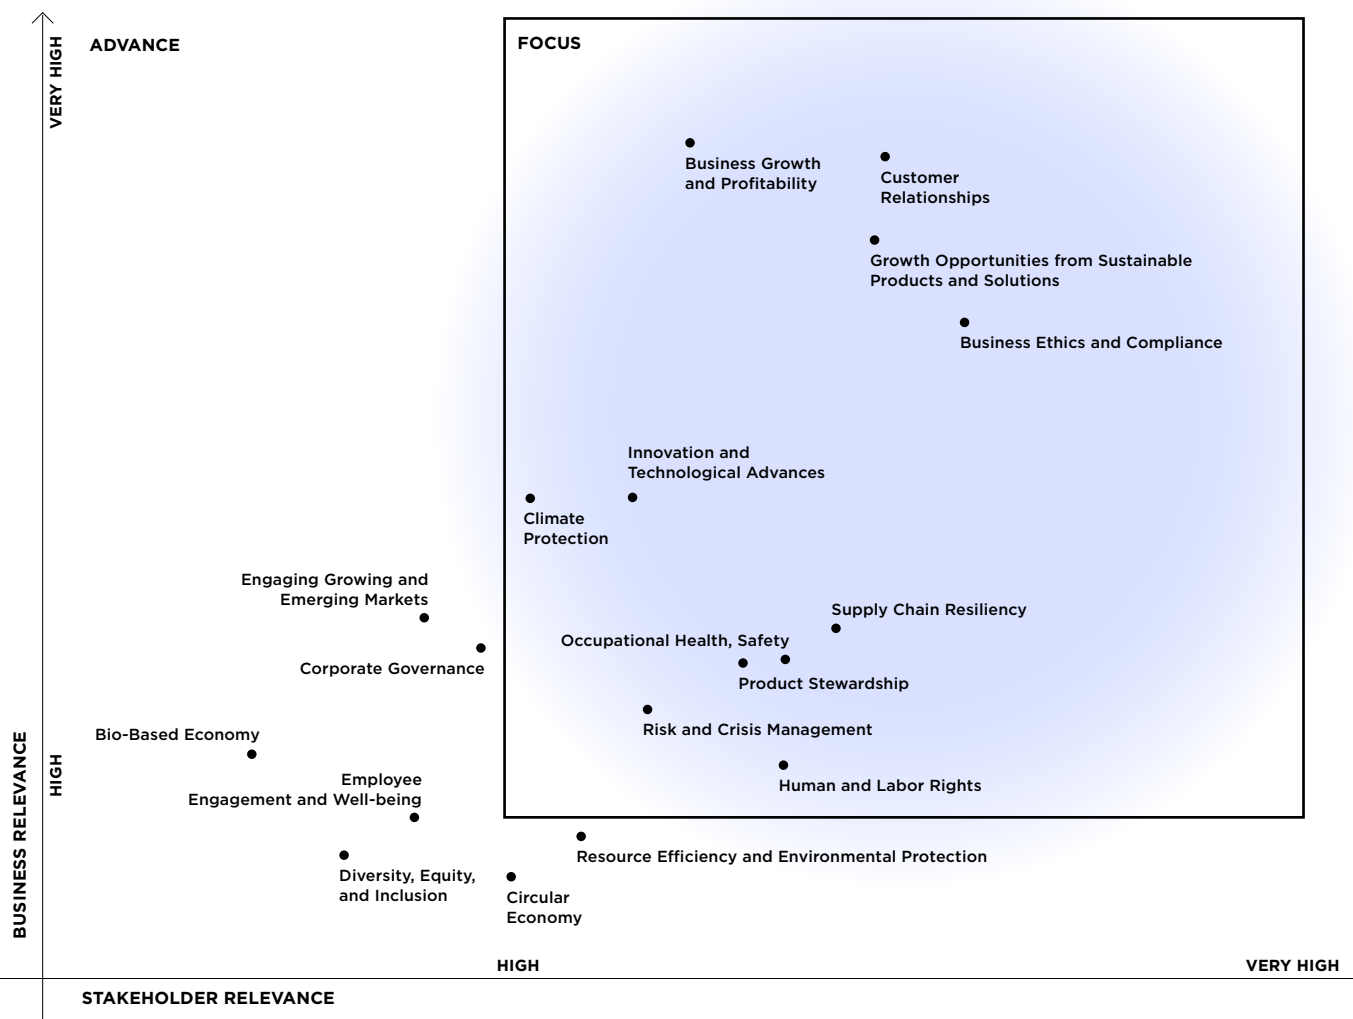 VERY HIGH
ADVANCE
FOCUS
Business Growth
and Profitability
Customer
Relationships
Growth Opportunities from Sustainable
Products and Solutions
Business Ethics and Compliance
Innovation and
Technological Advances
Climate
Protection
Engaging Growing and
Emerging Markets
Supply Chain Resiliency
Occupational Health, Safety
Corporate Governance
Product Stewardship
Risk and Crisis Management
Bio-Based Economy
HIGH
Employee
Engagement and Well-being
Human and Labor Rights
BUSINESS RELEVANCE
Resource Efficiency and Environmental Protection
Diversity, Equity,
and Inclusion
Circular
Economy
HIGH
VERY HIGH
STAKEHOLDER RELEVANCE